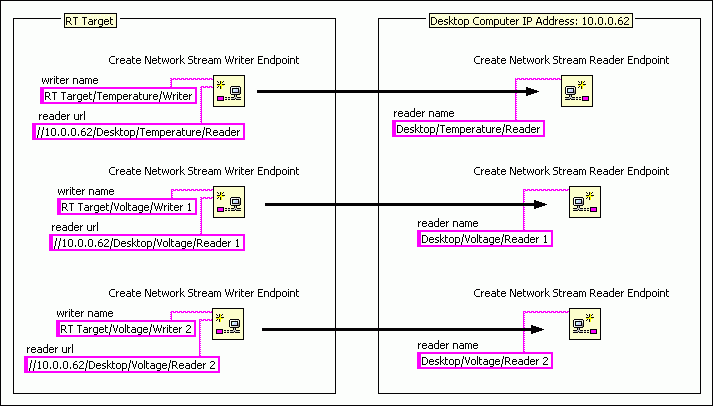 RT Target
Desktop Computer IP Address: 10.0.0.62
Create Network Stream Writer Endpoint
Create Network Stream Reader Endpoint
writer name
RT Target/Temperature/Writer
reader url
//10.0.0.62/Desktop/Temperature/Reader
reader name
Desktop/Temperature/Reader
Create Network Stream Writer Endpoint
Create Network Stream Reader Endpoint
writer name
RT Target/Voltage/Writer 1
reader url
//10.0.0.62/Desktop/Voltage/Reader 1
reader name
Desktop/Voltage/Reader 1
Create Network Stream Writer Endpoint
Create Network Stream Reader Endpoint
writer name
RT Target/Voltage/Writer 2
reader url
//10.0.0.62/Desktop/Voltage/Reader 2
reader name
Desktop/Voltage/Reader 2